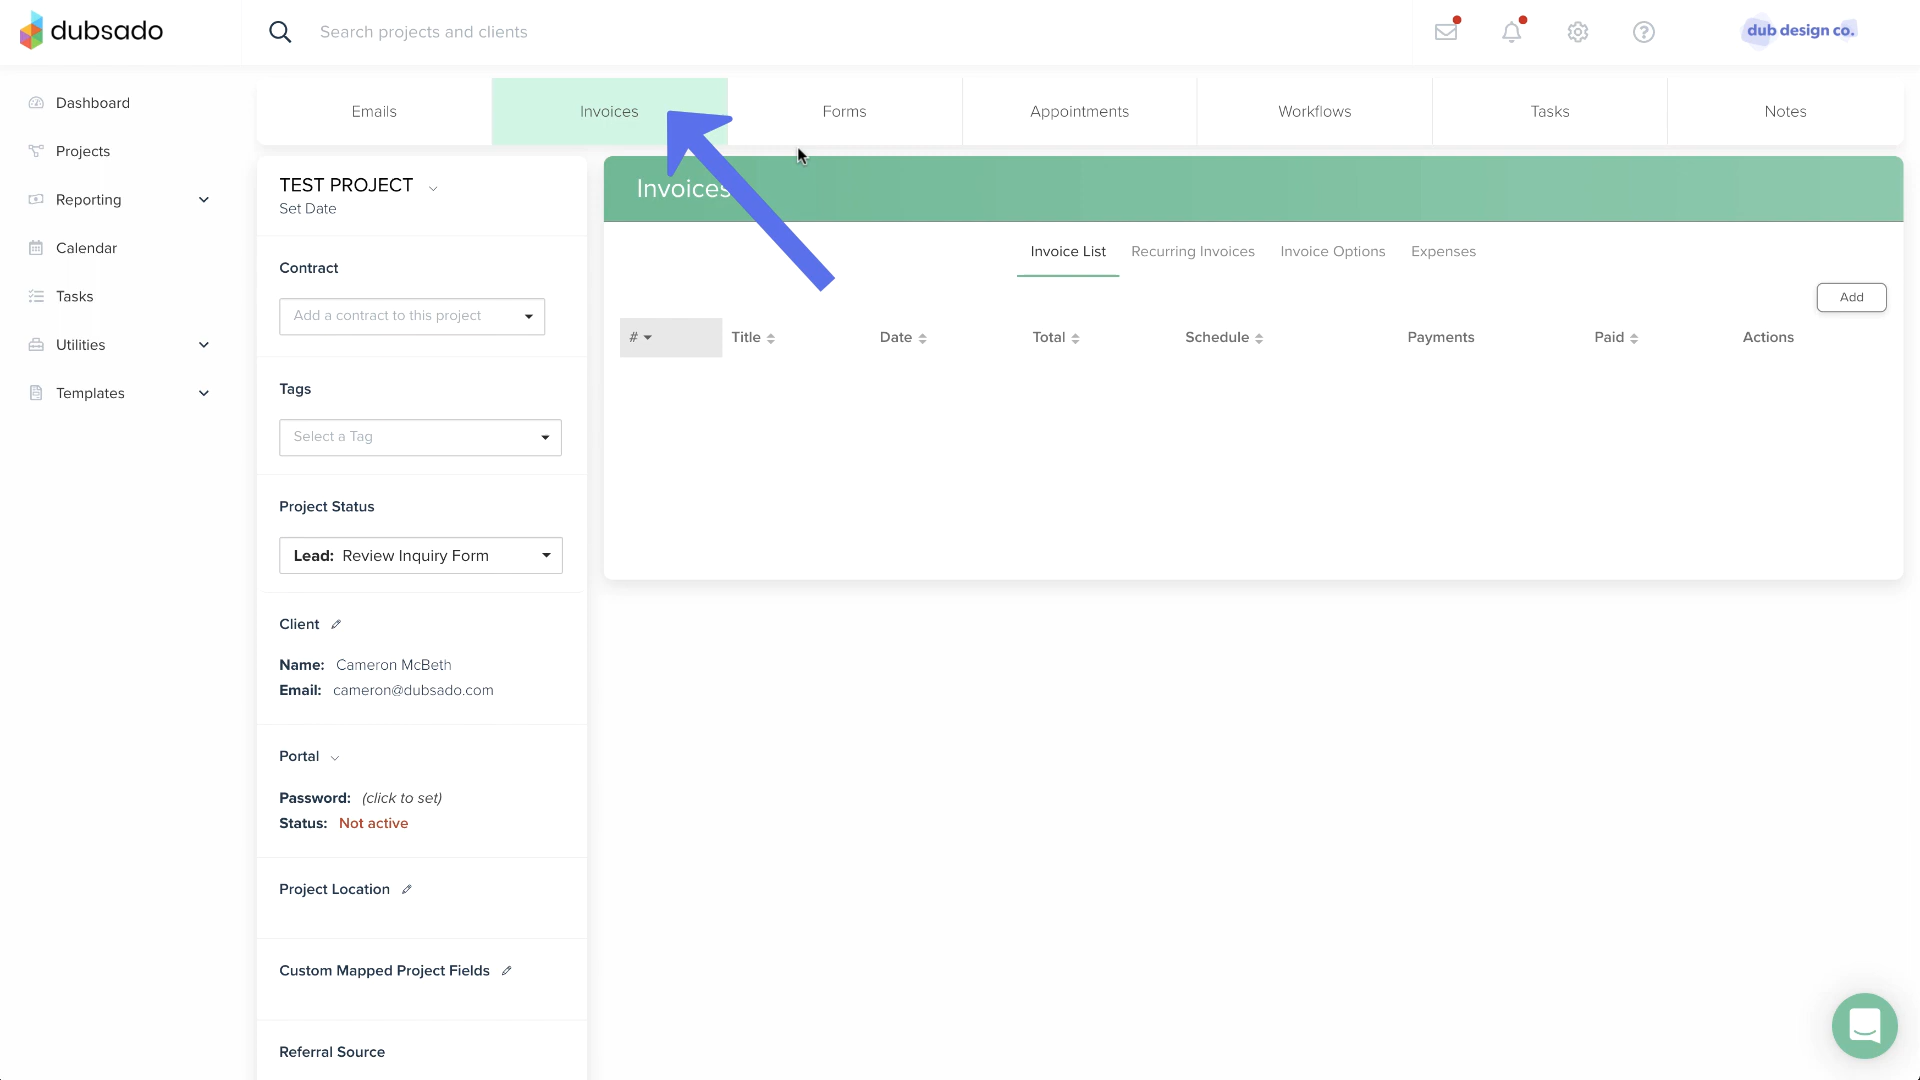 dubsado
Search projects and clients
dub design co.
Dashboard
Projects
Reporting
Calendar
Tasks
Utilities
Templates
Emails
Invoices
Forms
Appointments
Workflows
Tasks
Notes
TEST PROJECT
Set Date
Contract
Add a contract to this project
Tags
Select a Tag
Project Status
Lead: Review Inquiry Form
Client
Name: Cameron McBeth
Email: cameron@dubsado.com
Portal
Password: (click to set)
Status: Not active
Project Location
Custom Mapped Project Fields
Referral Source
Invoices
Invoice List
Recurring Invoices
Invoice Options
Expenses
Add
# Title Date Total Schedule Payments Paid Actions